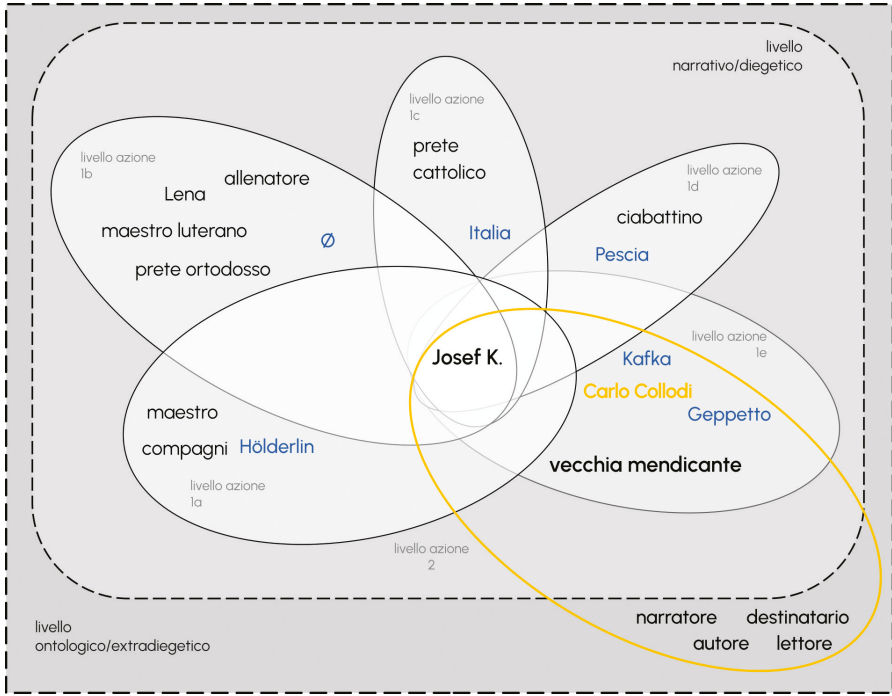 livello
narrativo/diegetico
livello azione
1c
prete
cattolico
Italia
livello azione
1b
allenatore
Lena
maestro luterano
Ø
prete ortodosso
livello azione
1d
ciabattino
Pescia
livello azione
1e
Josef K.
Kafka
Carlo Collodi
Geppetto
vecchia mendicante
maestro
compagni Hölderlin
livello azione
1a
livello azione
2
narratore destinatario
autore lettore
livello
ontologico/extradiegetico